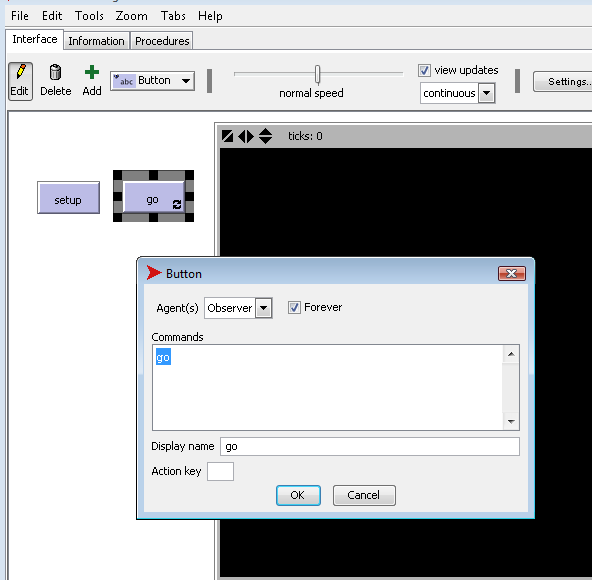 File Edit Tools Zoom Tabs Help
Interface Information Procedures
Edit Delete Add abc Button normal speed view updates continuous Settings...
ticks: 0
setup go
Button
Agent(s) Observer Forever
Commands
go
Display name go
Action key
OK Cancel